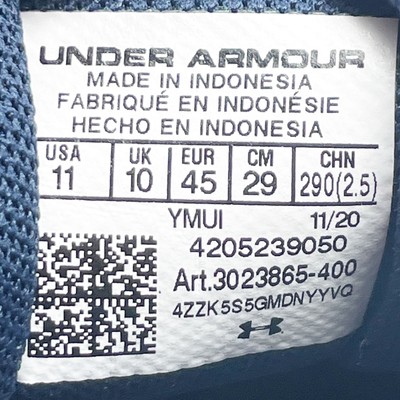 UNDER ARMOUR
MADE IN INDONESIA
FABRIQUÉ EN INDONÉSIE
HECHO EN INDONESIA
USA UK EUR CM CHN
11 10 45 29 290(2.5)
YMUI 11/20
4205239050
Art.3023865-400
4ZZK5S5GMDNYYVQ